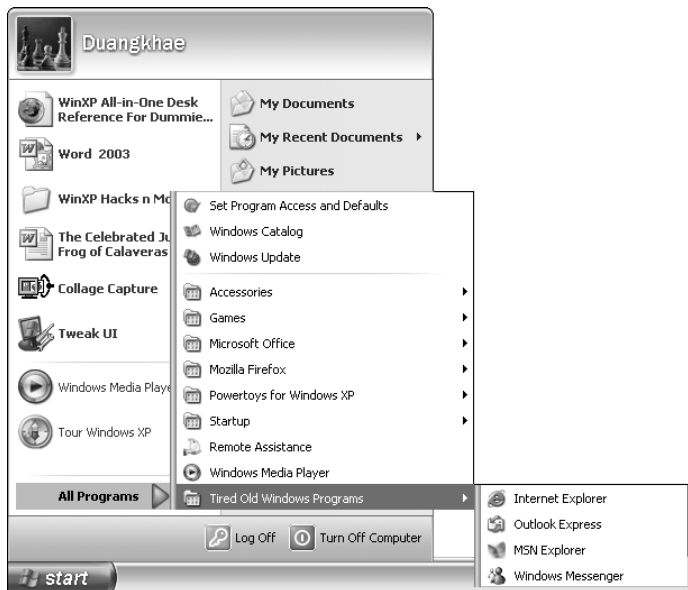 Duangkhae
WinXP All-in-One Desk
Reference For Dummie...
Word 2003
WinXP Hacks n Mo
The Celebrated Ju
Frog of Calaveras
Collage Capture
Tweak UI
Windows Media Playe
Tour Windows XP
All Programs
My Documents
My Recent Documents
My Pictures
Set Program Access and Defaults
Windows Catalog
Windows Update
Accessories
Games
Microsoft Office
Mozilla Firefox
Powertoys for Windows XP
Startup
Remote Assistance
Windows Media Player
Tired Old Windows Programs
Internet Explorer
Outlook Express
MSN Explorer
Windows Messenger
Log Off
Turn Off Computer
start